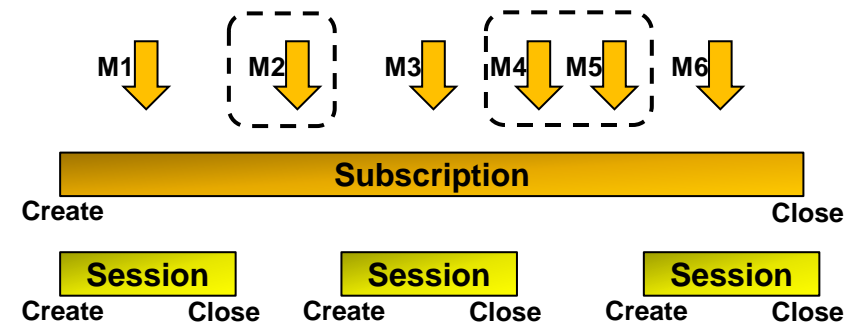 M1 M2 M3 M4 M5 M6
Subscription
Create Close
Session Session Session
Create Close Create Close Create Close